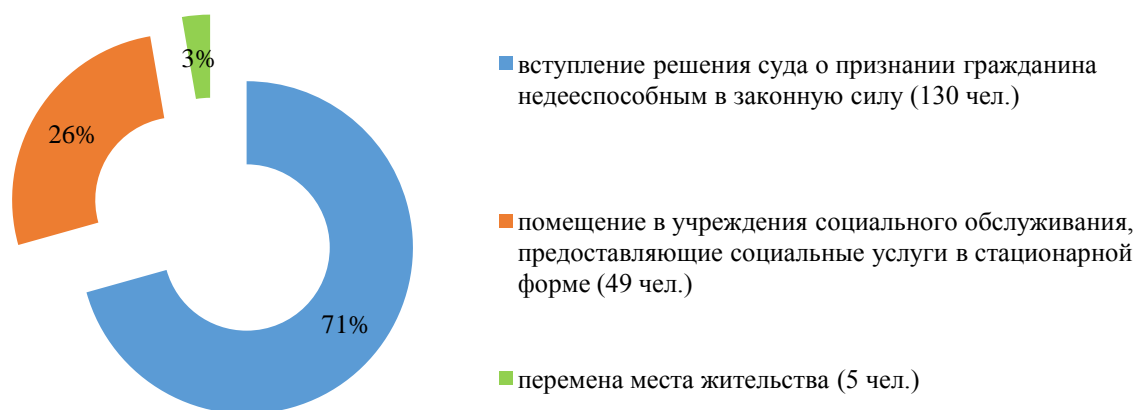 3%
26%
71%
вступление решения суда о признании гражданина
недееспособным в законную силу (130 чел.)
помещение в учреждения социального обслуживания,
предоставляющие социальные услуги в стационарной
форме (49 чел.)
перемена места жительства (5 чел.)